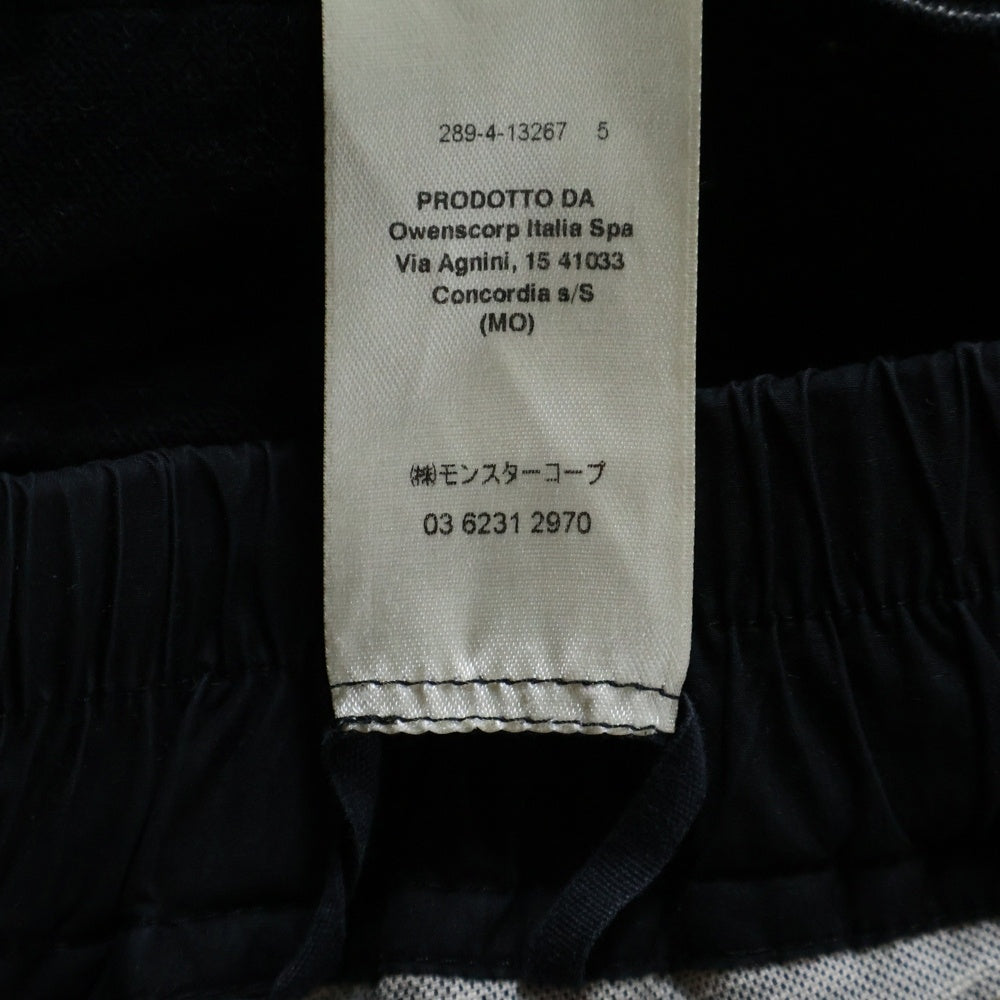 289-4-13267 5
PRODOTTO DA
Owenscorp Italia Spa
Via Agnini, 15 41033
Concordia s/S
(MO)
㈱モンスターコープ
03 6231 2970